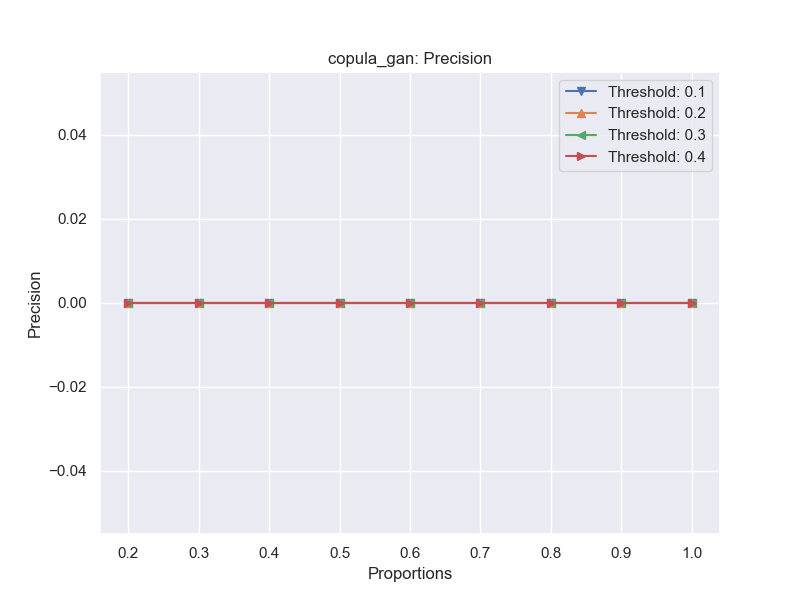 copula_gan: Precision
Threshold: 0.1
Threshold: 0.2
Threshold: 0.3
Threshold: 0.4
0.04
0.02
0.00
−0.02
−0.04
Precision
0.2 0.3 0.4 0.5 0.6 0.7 0.8 0.9 1.0
Proportions